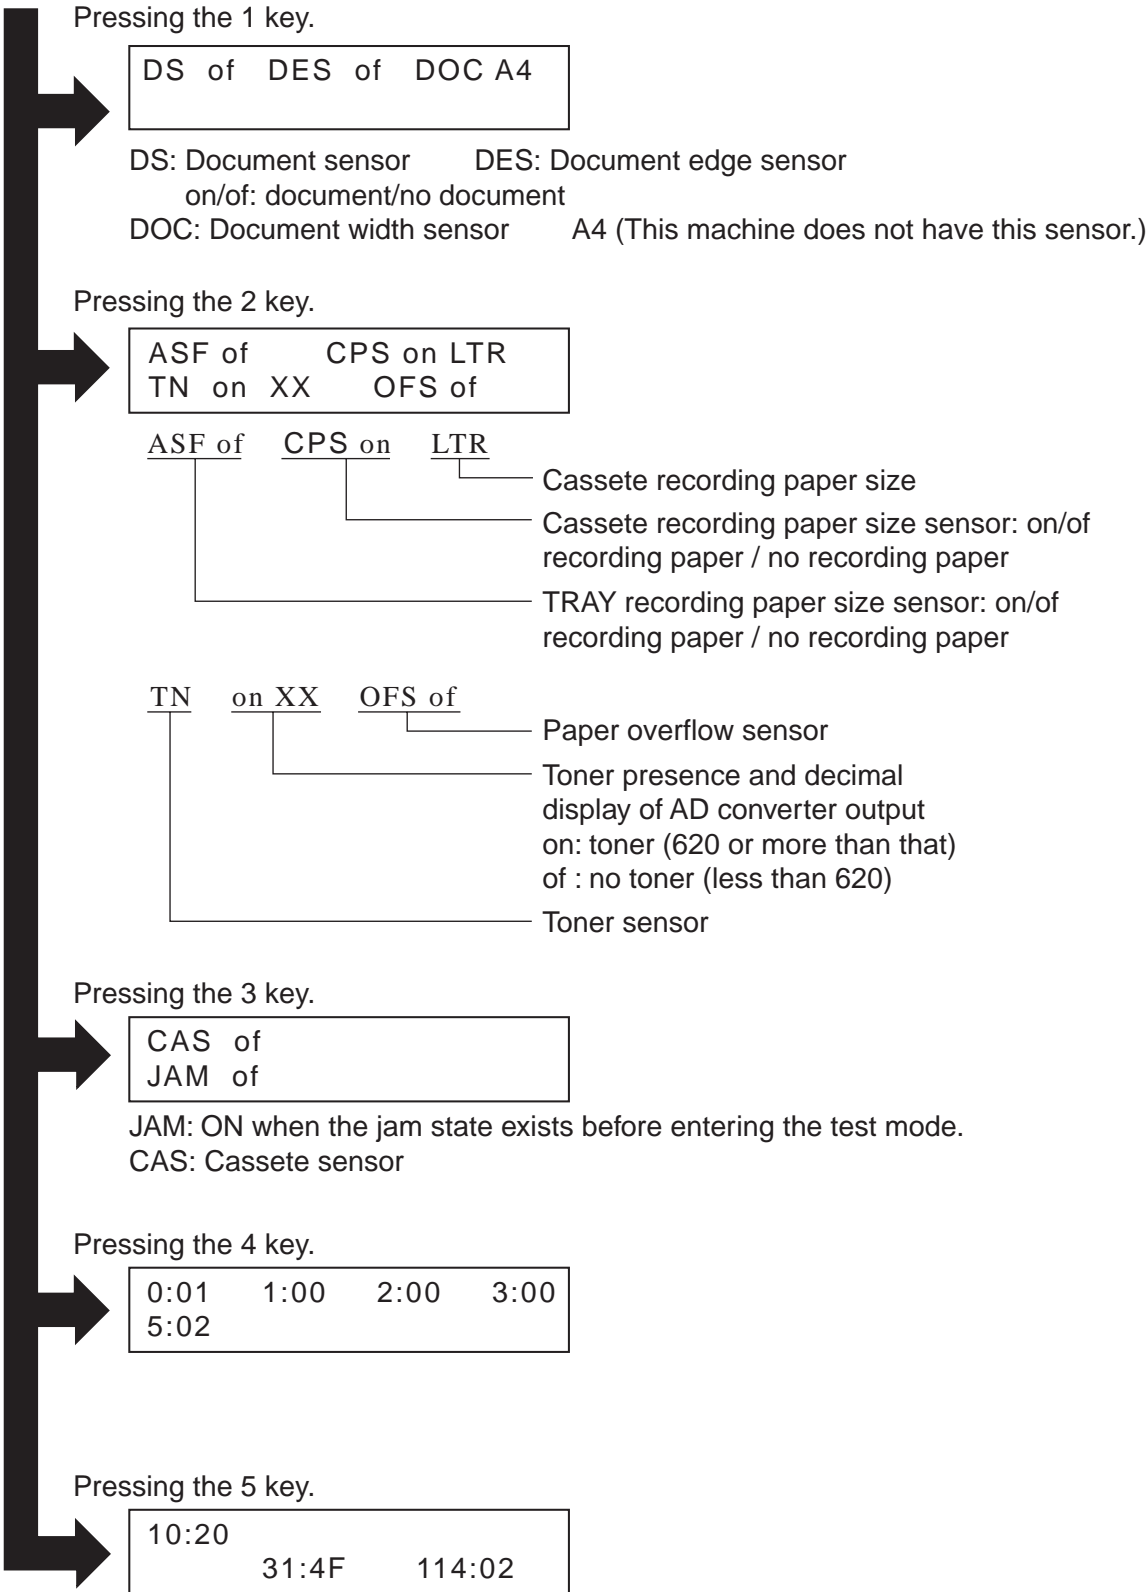 Pressing the 1 key.
DS of DES of DOC A4
DS: Document sensor DES: Document edge sensor
on/of: document/no document
DOC: Document width sensor A4 (This machine does not have this sensor.)
Pressing the 2 key.
ASF of CPS on LTR
TN on XX OFS of
ASF of CPS on LTR
Cassete recording paper size
Cassete recording paper size sensor: on/of
recording paper / no recording paper
TRAY recording paper size sensor: on/of
recording paper / no recording paper
TN on XX OFS of
Paper overflow sensor
Toner presence and decimal
display of AD converter output
on: toner (620 or more than that)
of : no toner (less than 620)
Toner sensor
Pressing the 3 key.
CAS of
JAM of
JAM: ON when the jam state exists before entering the test mode.
CAS: Cassete sensor
Pressing the 4 key.
0:01 1:00 2:00 3:00
5:02
Pressing the 5 key.
10:20
31:4F 114:02